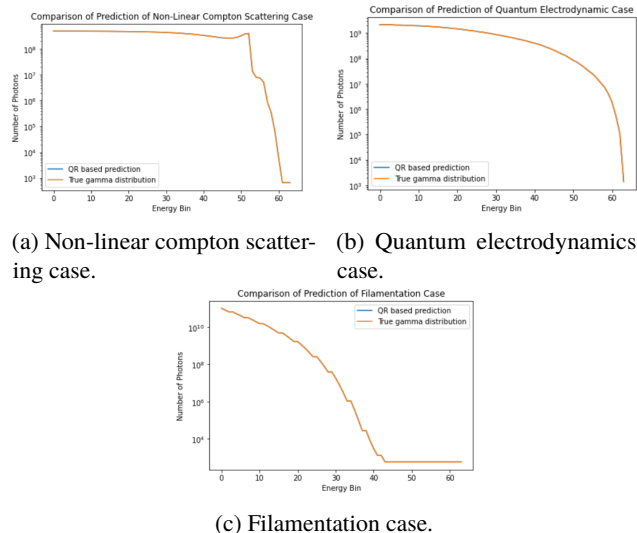 Comparison of Prediction of Non-Linear Compton Scattering Case
Number of Photons
10^8
10^7
10^6
10^5
10^4
10^3
QR based prediction
True gamma distribution
0 10 20 30 40 50 60
Energy Bin
(a) Non-linear compton scatter-
ing case.
Comparison of Prediction of Quantum Electrodynamic Case
Number of Photons
10^9
10^8
10^7
10^6
10^5
10^4
10^3
QR based prediction
True gamma distribution
0 10 20 30 40 50 60
Energy Bin
(b) Quantum electrodynamics
case.
Comparison of Prediction of Filamentation Case
Number of Photons
10^10
10^8
10^6
10^4
QR based prediction
True gamma distribution
0 10 20 30 40 50 60
Energy Bin
(c) Filamentation case.